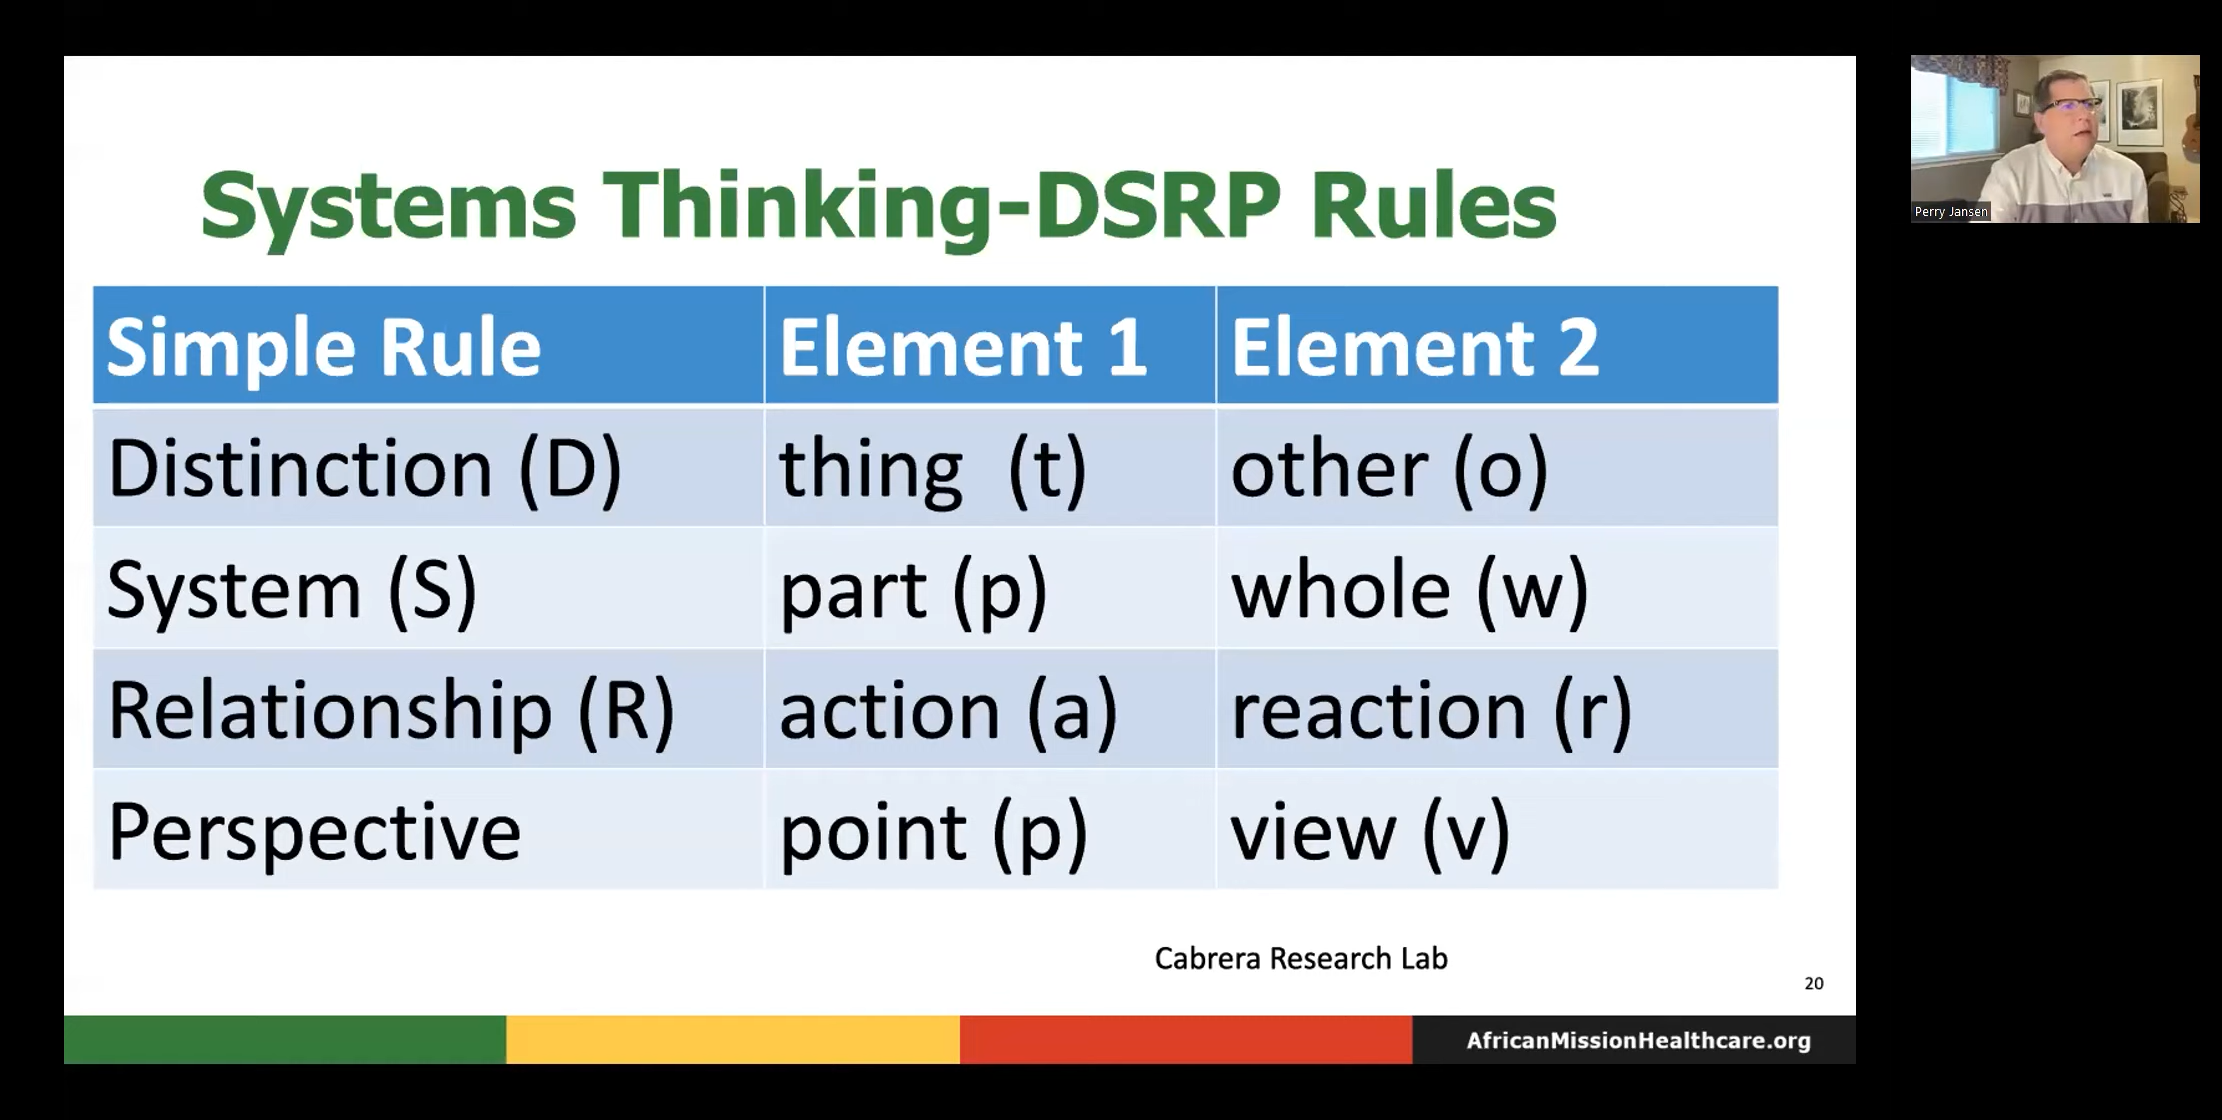 Systems Thinking-DSRP Rules
Simple Rule Element 1 Element 2
Distinction (D) thing (t) other (o)
System (S) part (p) whole (w)
Relationship (R) action (a) reaction (r)
Perspective point (p) view (v)
Cabrera Research Lab
20
AfricanMissionHealthcare.org
Perry Jansen